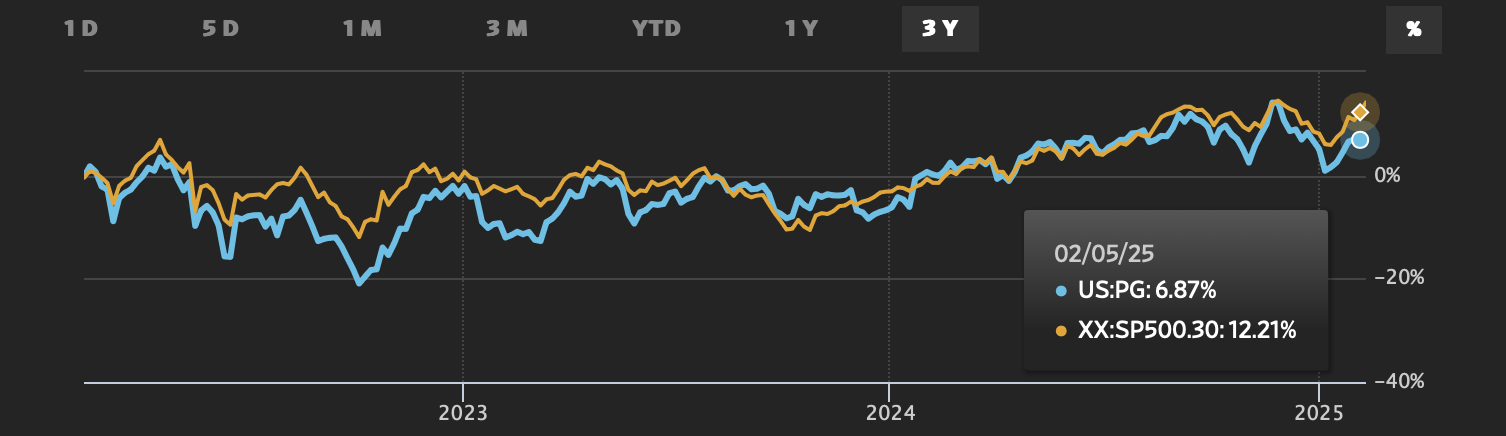 1 D 5 D 1 M 3 M YTD 1 Y 3 Y %
0%
02/05/25
US:PG: 6.87%
XX:SP500.30: 12.21%
−20%
−40%
2023 2024 2025